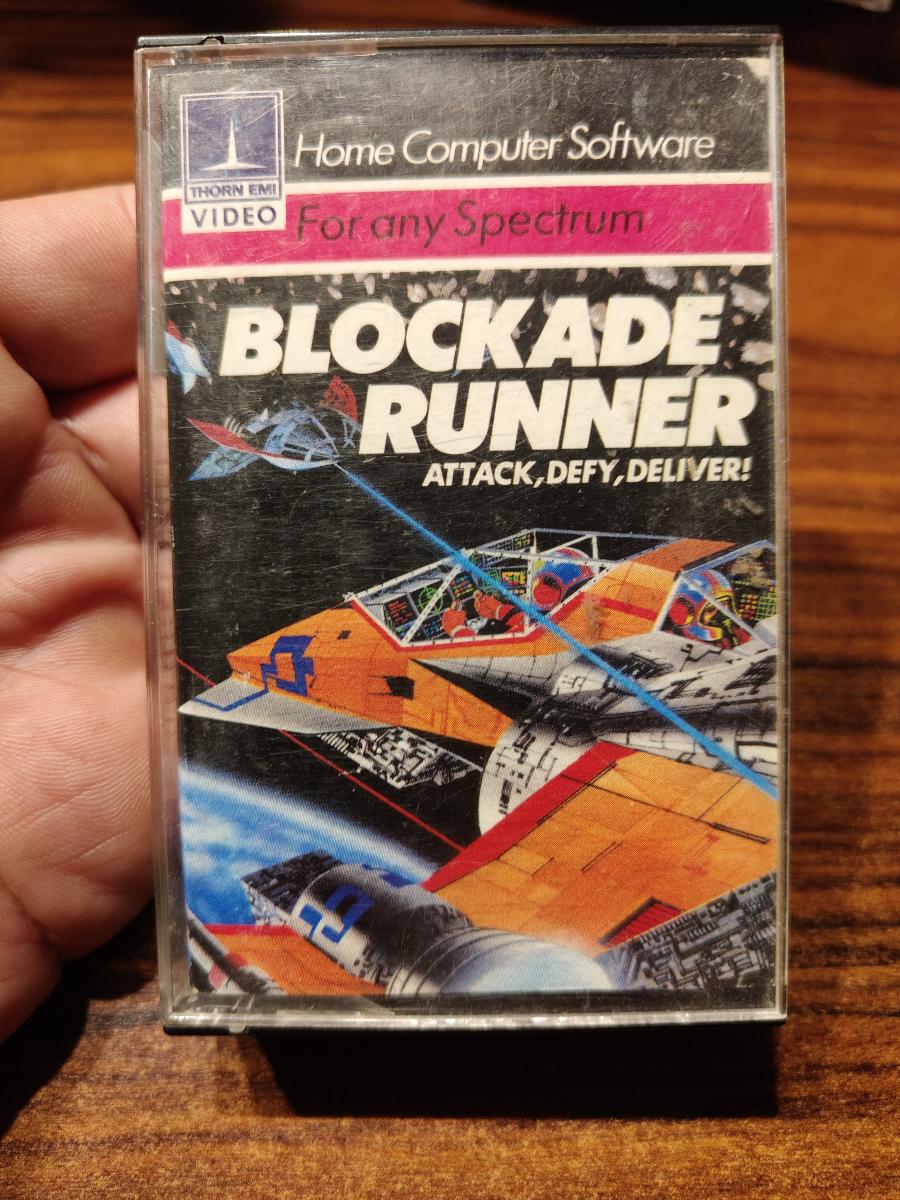 THORN EMI
VIDEO
Home Computer Software
For any Spectrum
BLOCKADE
RUNNER
ATTACK, DEFY, DELIVER!